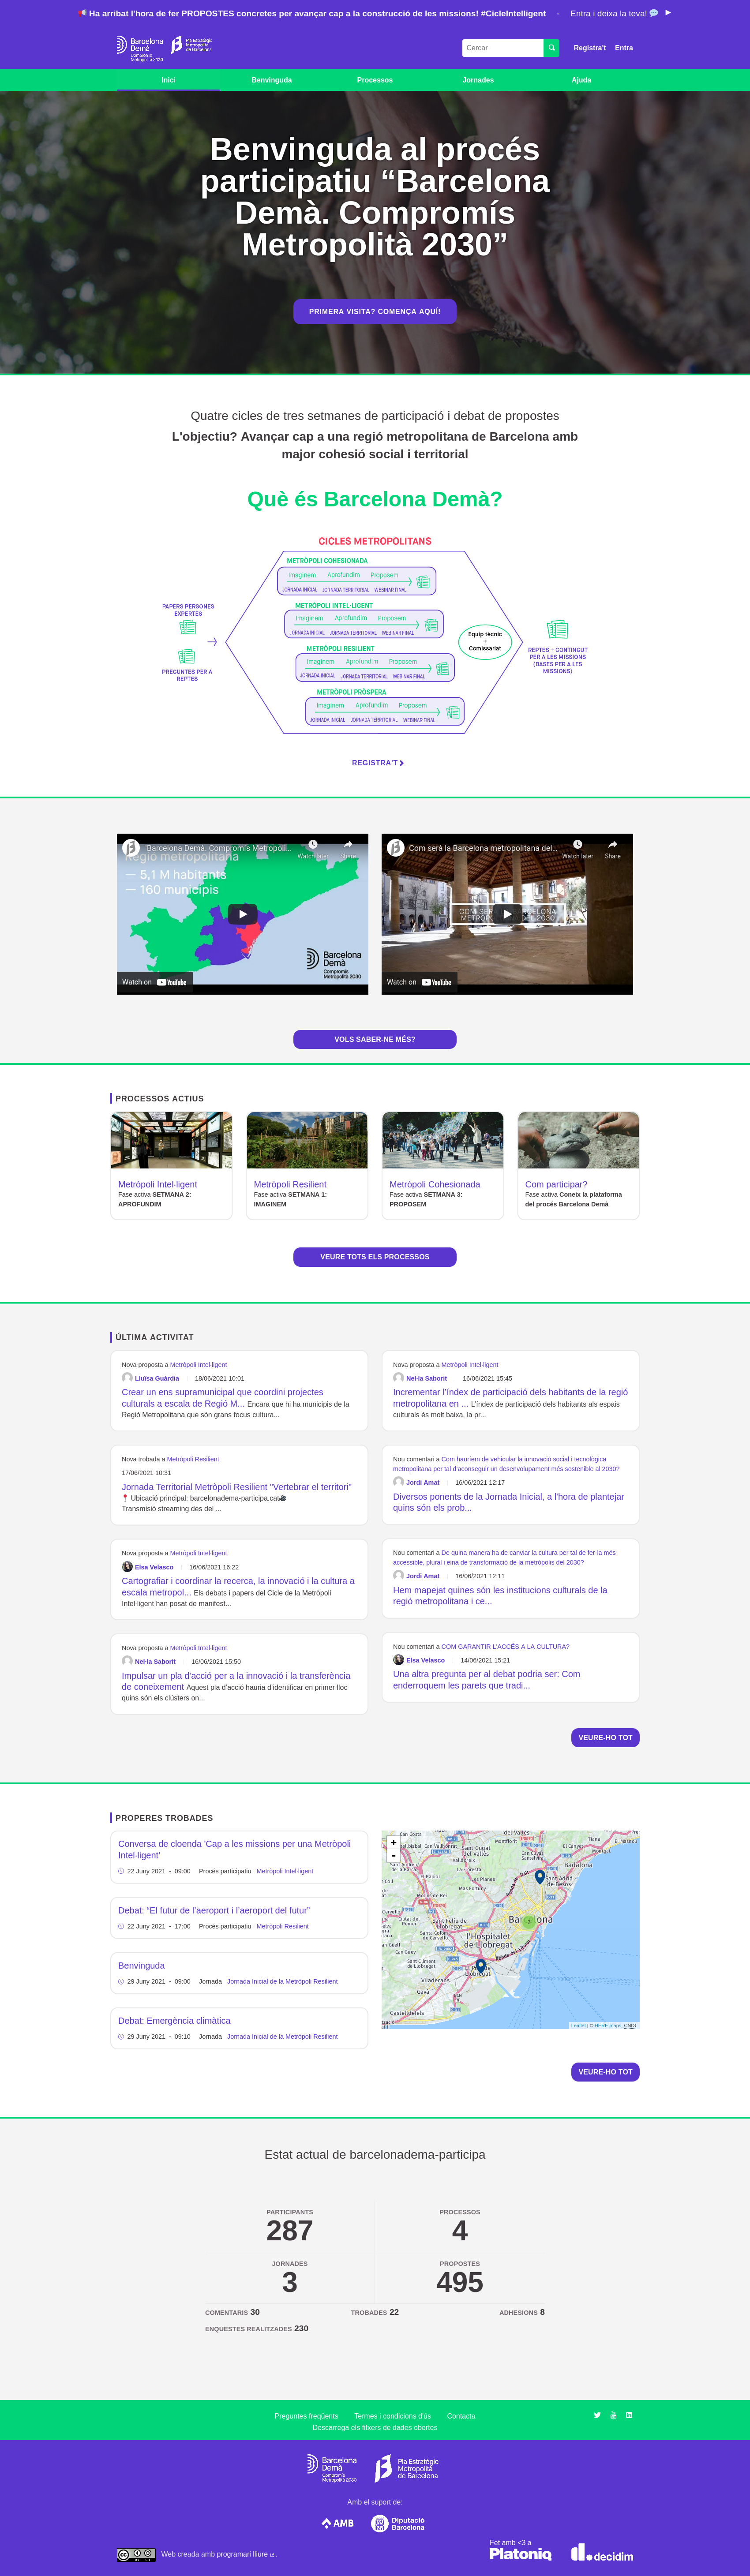 Ha arribat l'hora de fer PROPOSTES concretes per avançar cap a la construcció de les missions! #CicleIntelligent - Entra i deixa la teva!
Barcelona Demà Compromís Metropolità 2030
Pla Estratègic Metropolità de Barcelona
Cercar
Registra't Entra
Inici Benvinguda Processos Jornades Ajuda
Benvinguda al procés
participatiu “Barcelona
Demà. Compromís
Metropolità 2030”
PRIMERA VISITA? COMENÇA AQUÍ!
Quatre cicles de tres setmanes de participació i debat de propostes
L'objectiu? Avançar cap a una regió metropolitana de Barcelona amb
major cohesió social i territorial
Què és Barcelona Demà?
CICLES METROPOLITANS
METRÒPOLI COHESIONADA
Imaginem Aprofundim Proposem
JORNADA INICIAL JORNADA TERRITORIAL WEBINAR FINAL
METRÒPOLI INTEL·LIGENT
Imaginem Aprofundim Proposem
JORNADA INICIAL JORNADA TERRITORIAL WEBINAR FINAL
METRÒPOLI RESILIENT
Imaginem Aprofundim Proposem
JORNADA INICIAL JORNADA TERRITORIAL WEBINAR FINAL
METRÒPOLI PRÒSPERA
Imaginem Aprofundim Proposem
JORNADA INICIAL JORNADA TERRITORIAL WEBINAR FINAL
PAPERS PERSONES
EXPERTES
PREGUNTES PER A
REPTES
Equip tècnic
+
Comissariat
REPTES + CONTINGUT
PER A LES MISSIONS
(BASES PER A LES
MISSIONS)
REGISTRA'T
"Barcelona Demà. Compromís Metropoli...
Watch later Share
Regió metropolitana
— 5,1 M habitants
— 160 municipis
Barcelona
Demà
Compromís
Metropolità 2030
Watch on YouTube
Com serà la Barcelona metropolitana del...
Watch later Share
Watch on YouTube
VOLS SABER-NE MÉS?
PROCESSOS ACTIUS
Metròpoli Intel·ligent
Fase activa SETMANA 2:
APROFUNDIM
Metròpoli Resilient
Fase activa SETMANA 1:
IMAGINEM
Metròpoli Cohesionada
Fase activa SETMANA 3:
PROPOSEM
Com participar?
Fase activa Coneix la plataforma
del procés Barcelona Demà
VEURE TOTS ELS PROCESSOS
ÚLTIMA ACTIVITAT
Nova proposta a Metròpoli Intel·ligent
Lluïsa Guàrdia 18/06/2021 10:01
Crear un ens supramunicipal que coordini projectes
culturals a escala de Regió M... Encara que hi ha municipis de la
Regió Metropolitana que són grans focus cultura...
Nova trobada a Metròpoli Resilient
17/06/2021 10:31
Jornada Territorial Metròpoli Resilient "Vertebrar el territori"
Ubicació principal: barcelonadema-participa.cat
Transmisió streaming des del ...
Nova proposta a Metròpoli Intel·ligent
Elsa Velasco 16/06/2021 16:22
Cartografiar i coordinar la recerca, la innovació i la cultura a
escala metropol... Els debats i papers del Cicle de la Metròpoli
Intel·ligent han posat de manifest...
Nova proposta a Metròpoli Intel·ligent
Nel·la Saborit 16/06/2021 15:50
Impulsar un pla d'acció per a la innovació i la transferència
de coneixement Aquest pla d'acció hauria d'identificar en primer lloc
quins són els clústers on...
Nova proposta a Metròpoli Intel·ligent
Nel·la Saborit 16/06/2021 15:45
Incrementar l'índex de participació dels habitants de la regió
metropolitana en ... L'índex de participació dels habitants als espais
culturals és molt baixa, la pr...
Nou comentari a Com hauríem de vehicular la innovació social i tecnològica
metropolitana per tal d'aconseguir un desenvolupament més sostenible al 2030?
Jordi Amat 16/06/2021 12:17
Diversos ponents de la Jornada Inicial, a l'hora de plantejar
quins són els prob...
Nou comentari a De quina manera ha de canviar la cultura per tal de fer-la més
accessible, plural i eina de transformació de la metròpolis del 2030?
Jordi Amat 16/06/2021 12:11
Hem mapejat quines són les institucions culturals de la
regió metropolitana i ce...
Nou comentari a COM GARANTIR L'ACCÉS A LA CULTURA?
Elsa Velasco 14/06/2021 15:21
Una altra pregunta per al debat podria ser: Com
enderroquem les parets que tradi...
VEURE-HO TOT
PROPERES TROBADES
Conversa de cloenda 'Cap a les missions per una Metròpoli
Intel·ligent'
22 Juny 2021 - 09:00 Procés participatiu Metròpoli Intel·ligent
Debat: “El futur de l'aeroport i l'aeroport del futur”
22 Juny 2021 - 17:00 Procés participatiu Metròpoli Resilient
Benvinguda
29 Juny 2021 - 09:00 Jornada Jornada Inicial de la Metròpoli Resilient
Debat: Emergència climàtica
29 Juny 2021 - 09:10 Jornada Jornada Inicial de la Metròpoli Resilient
+
-
Sant Cugat
del Vallès
Tiana
El Masnou
Badalona
Sant Adrià
de Besòs
Molins de Rei
Barcelona
2
Sant Feliu de
Llobregat
l'Hospitalet
de Llobregat
Sant Climent
de Llobregat
Viladecans
Gavà
Castelldefels
Leaflet | © HERE maps, CNIG
VEURE-HO TOT
Estat actual de barcelonadema-participa
PARTICIPANTS
287
PROCESSOS
4
JORNADES
3
PROPOSTES
495
COMENTARIS 30 TROBADES 22 ADHESIONS 8
ENQUESTES REALITZADES 230
Preguntes freqüents Termes i condicions d'ús Contacta
Descarrega els fitxers de dades obertes
Barcelona
Demà
Compromís
Metropolità 2030
Pla Estratègic
Metropolità
de Barcelona
Amb el suport de:
AMB
Diputació
Barcelona
Web creada amb programari lliure .
Fet amb <3 a
Platoniq
decidim